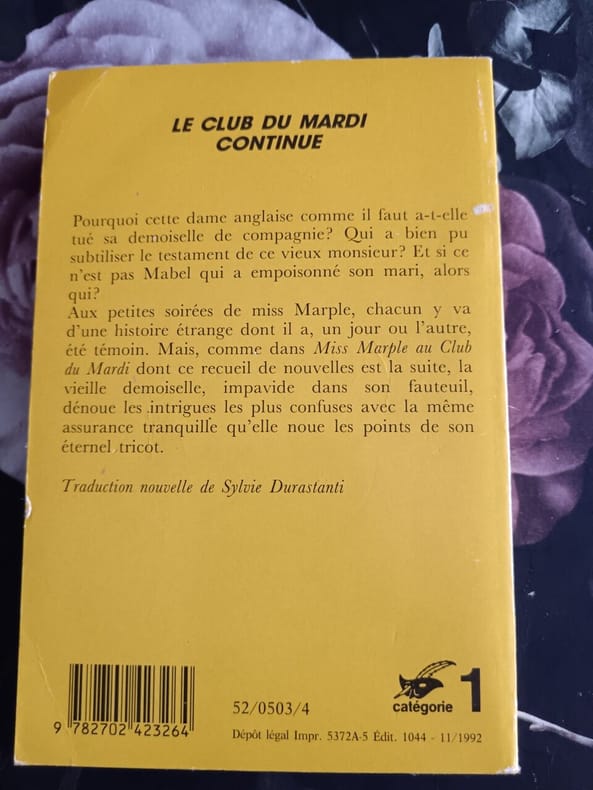 LE CLUB DU MARDI
CONTINUE
Pourquoi cette dame anglaise comme il faut a-t-elle
tué sa demoiselle de compagnie? Qui a bien pu
subtiliser le testament de ce vieux monsieur? Et si ce
n'est pas Mabel qui a empoisonné son mari, alors
qui?
Aux petites soirées de miss Marple, chacun y va
d'une histoire étrange dont il a, un jour ou l'autre,
été témoin. Mais, comme dans Miss Marple au Club
du Mardi dont ce recueil de nouvelles est la suite, la
vieille demoiselle, impavide dans son fauteuil,
dénoue les intrigues les plus confuses avec la même
assurance tranquille qu'elle noue les points de son
éternel tricot.
Traduction nouvelle de Sylvie Durastanti
9 782702 423264
52/0503/4
catégorie 1
Dépôt légal Impr. 5372A-5 Édit. 1044 - 11/1992